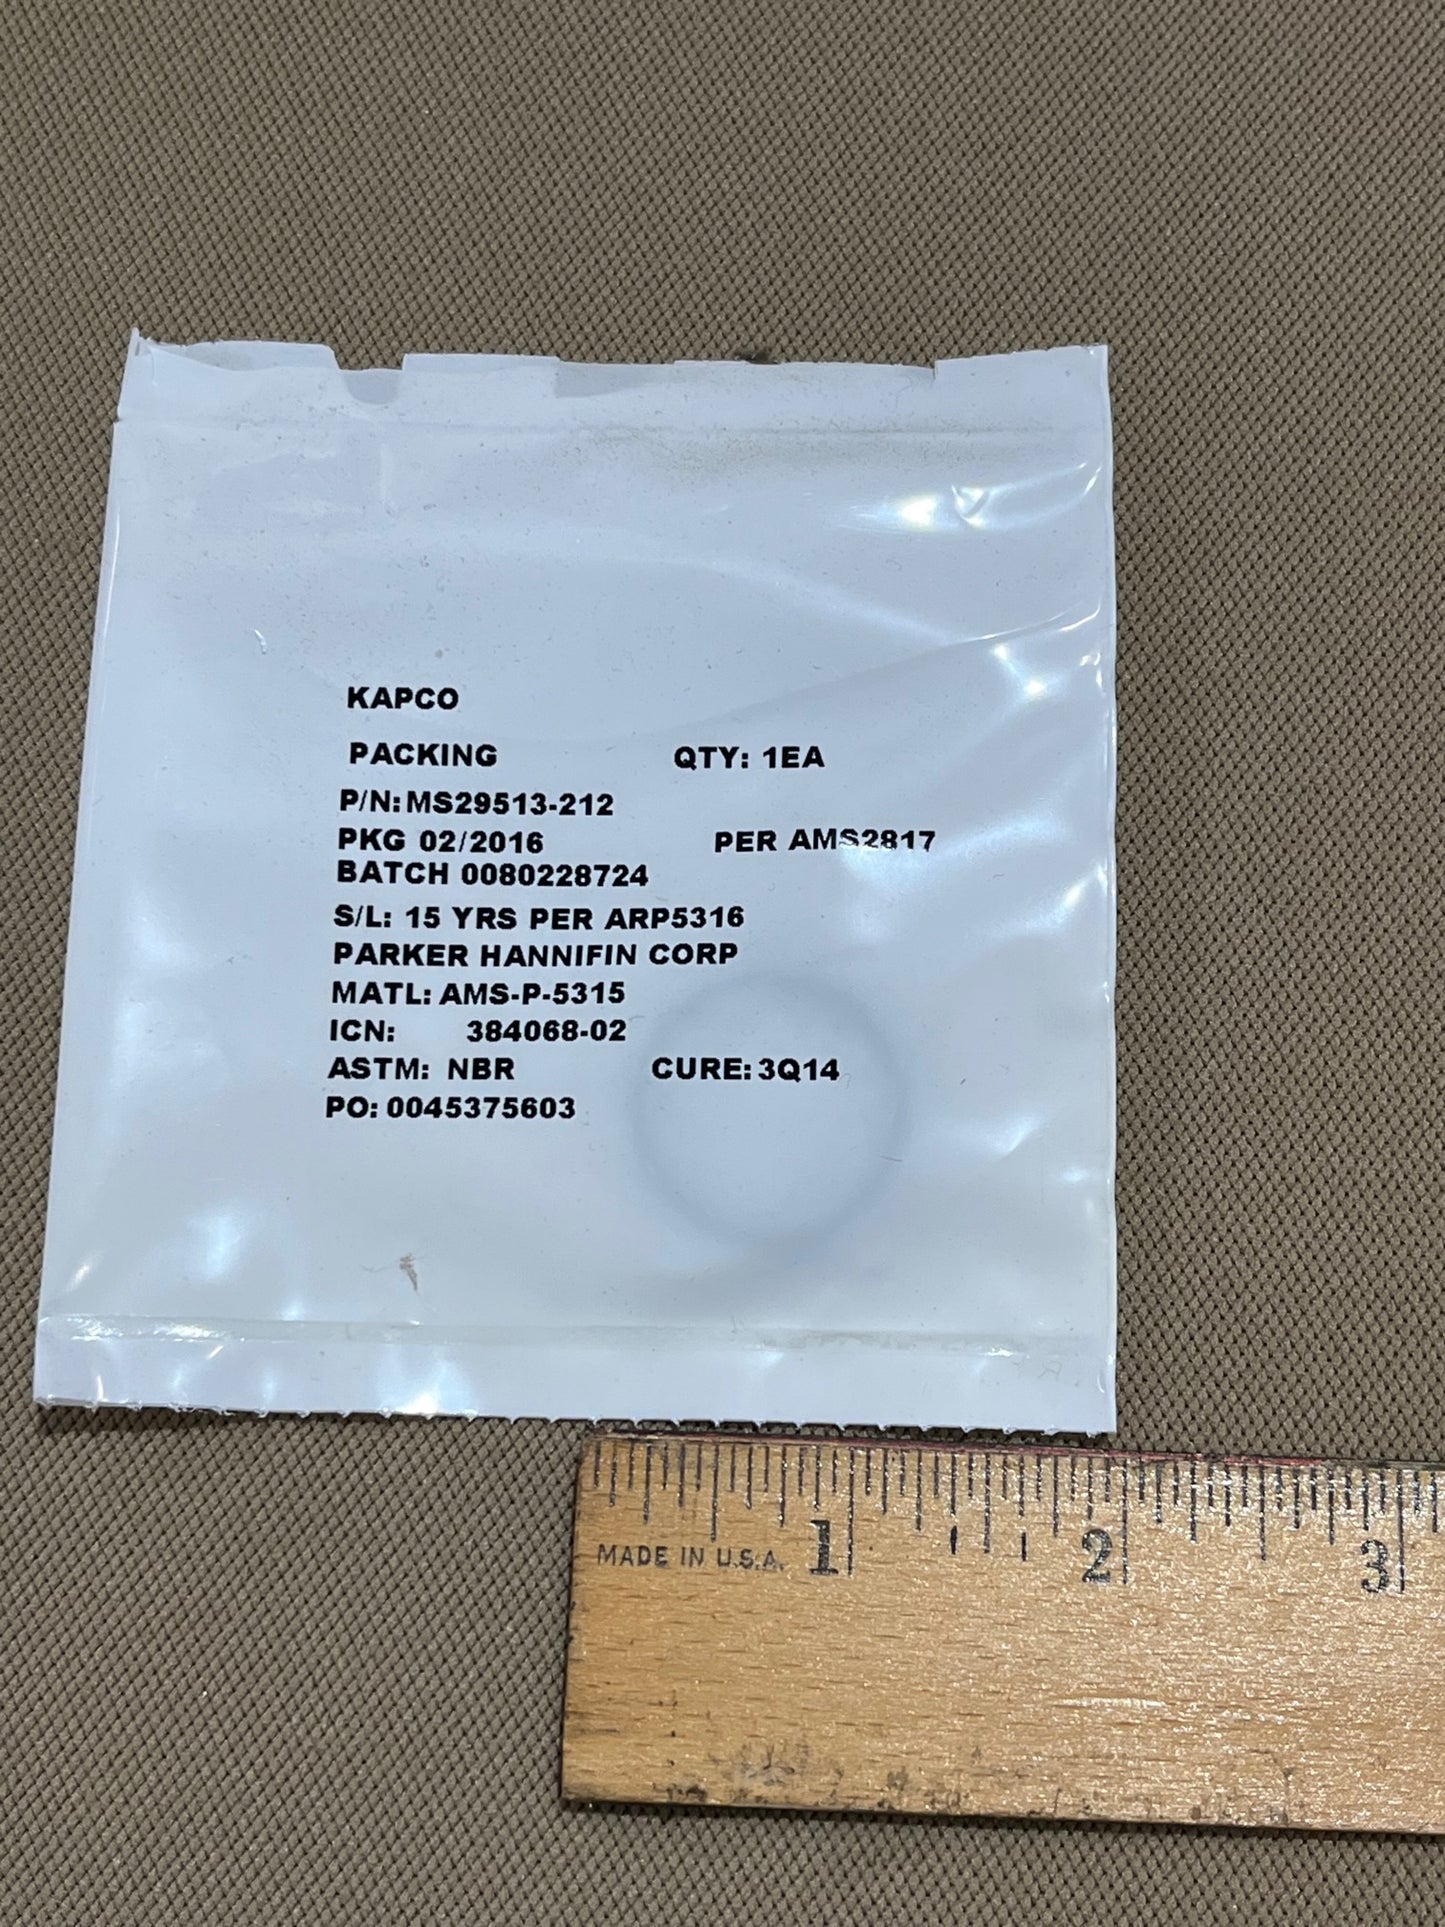 KAPCO
PACKING QTY: 1EA
P/N: MS29513-212
PKG 02/2016 PER AMS2817
BATCH 0080228724
S/L: 15 YRS PER ARP5316
PARKER HANNIFIN CORP
MATL: AMS-P-5315
ICN: 384068-02
ASTM: NBR CURE: 3Q14
PO: 0045375603
1 2 3
MADE IN U.S.A.